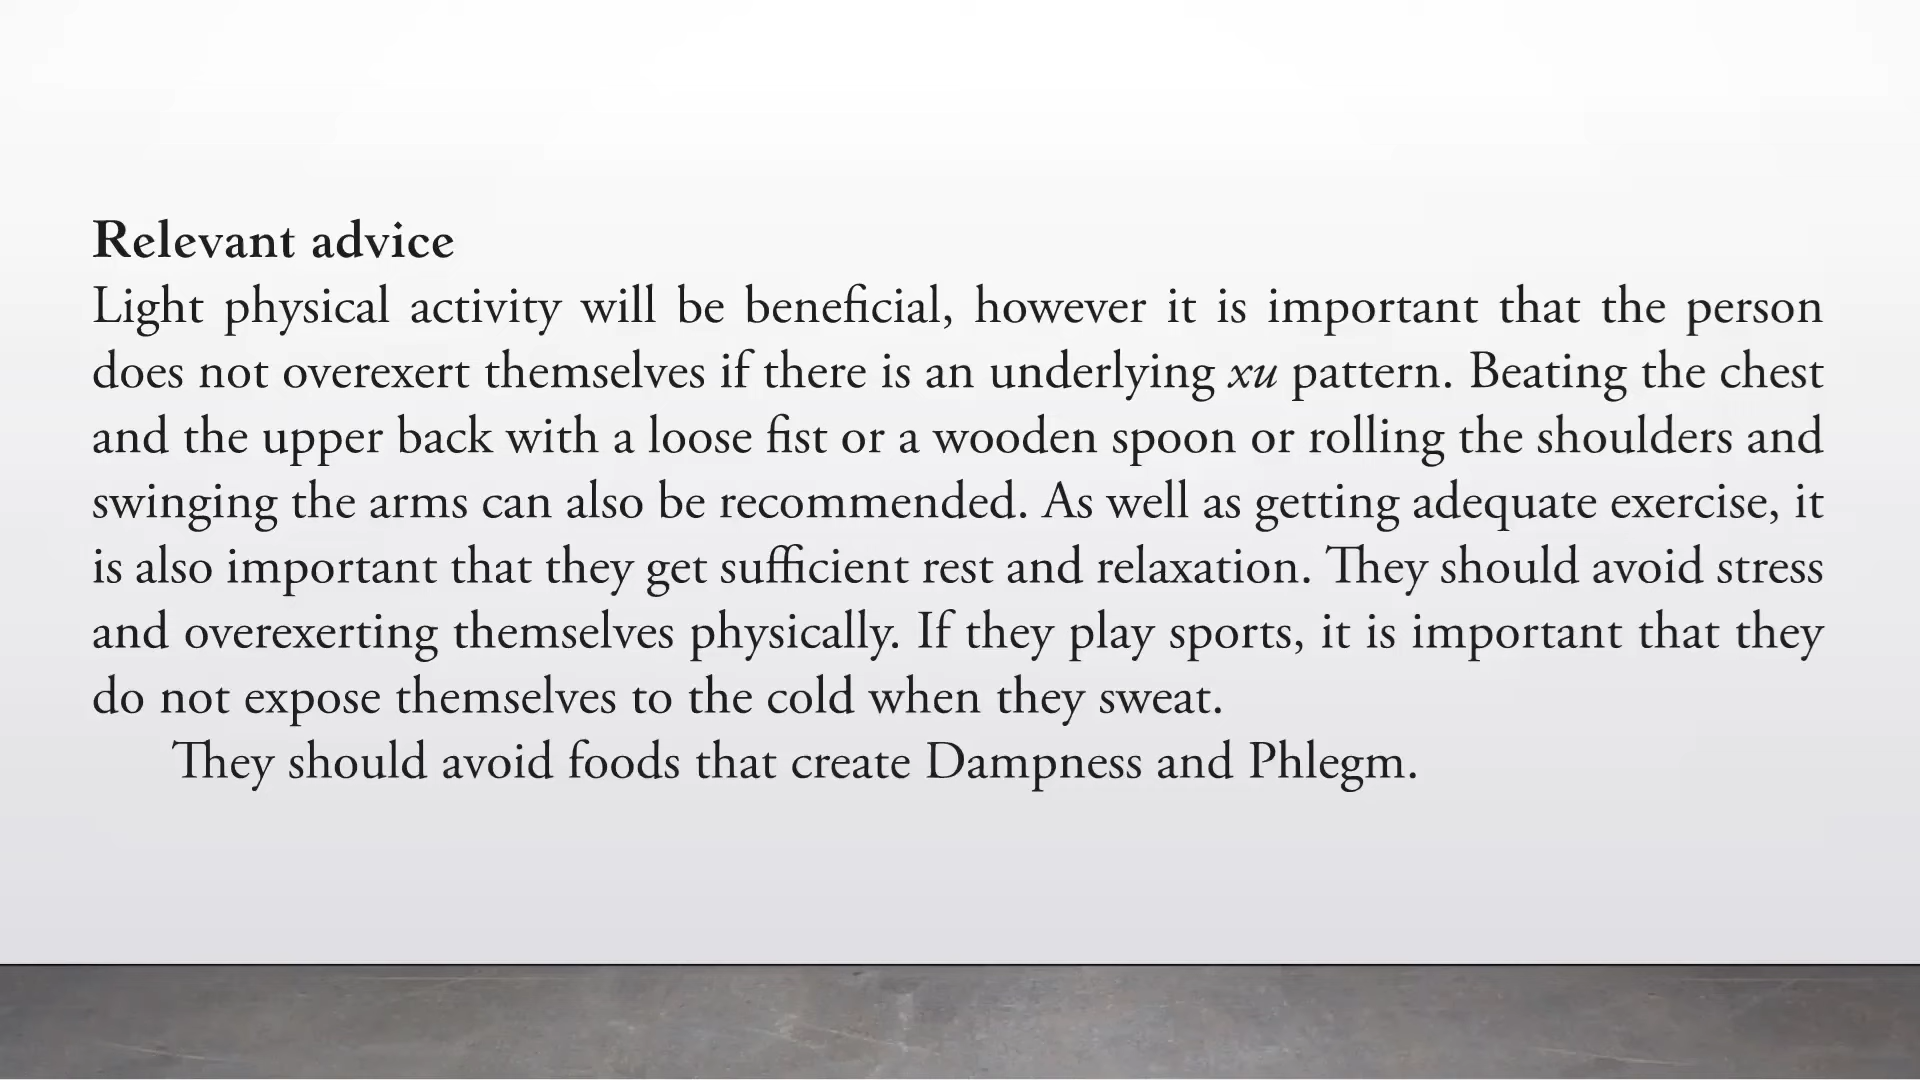 Relevant advice
Light physical activity will be beneficial, however it is important that the person
does not overexert themselves if there is an underlying xu pattern. Beating the chest
and the upper back with a loose fist or a wooden spoon or rolling the shoulders and
swinging the arms can also be recommended. As well as getting adequate exercise, it
is also important that they get sufficient rest and relaxation. They should avoid stress
and overexerting themselves physically. If they play sports, it is important that they
do not expose themselves to the cold when they sweat.
They should avoid foods that create Dampness and Phlegm.